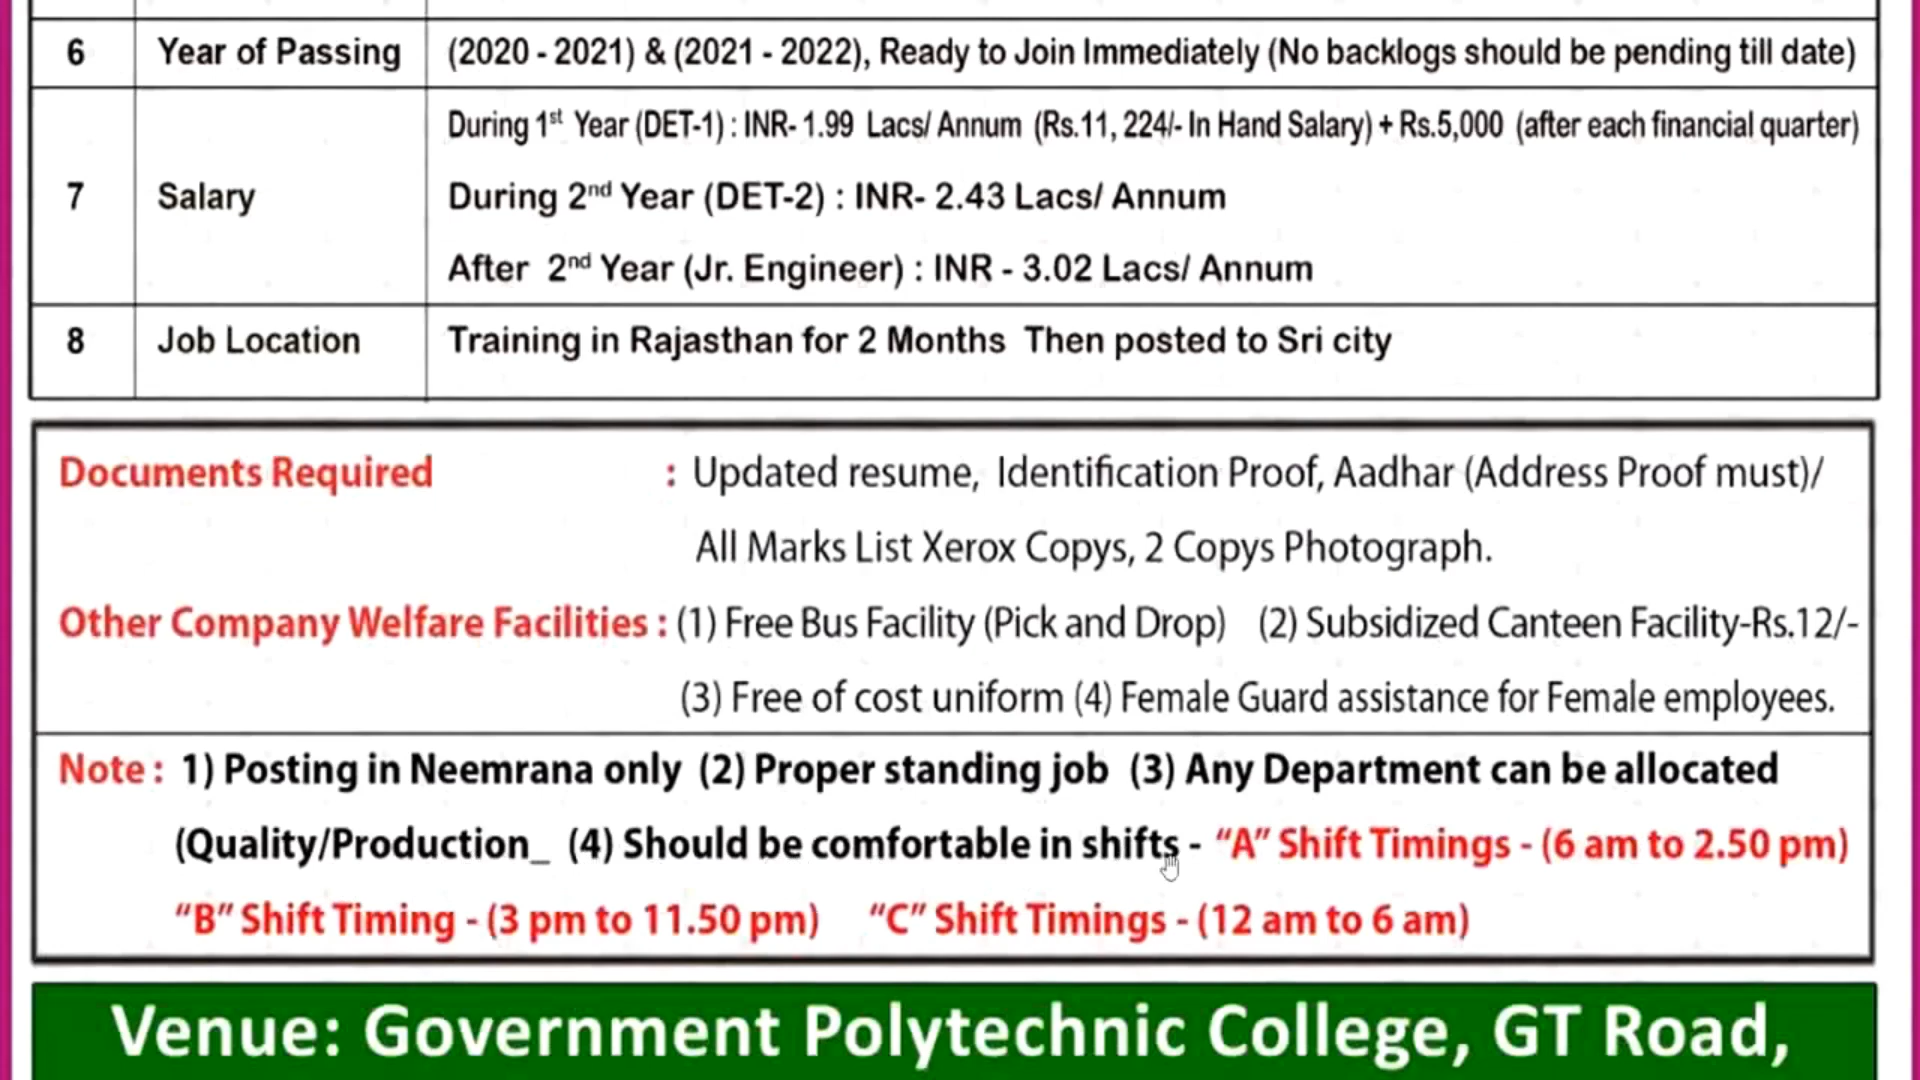 6 Year of Passing (2020 - 2021) & (2021 - 2022), Ready to Join Immediately (No backlogs should be pending till date)
During 1st Year (DET-1) : INR- 1.99 Lacs/ Annum (Rs.11, 224/- In Hand Salary) + Rs.5,000 (after each financial quarter)
7 Salary During 2nd Year (DET-2) : INR- 2.43 Lacs/ Annum
After 2nd Year (Jr. Engineer) : INR - 3.02 Lacs/ Annum
8 Job Location Training in Rajasthan for 2 Months Then posted to Sri city
Documents Required : Updated resume, Identification Proof, Aadhar (Address Proof must)/
All Marks List Xerox Copys, 2 Copys Photograph.
Other Company Welfare Facilities : (1) Free Bus Facility (Pick and Drop) (2) Subsidized Canteen Facility-Rs.12/-
(3) Free of cost uniform (4) Female Guard assistance for Female employees.
Note : 1) Posting in Neemrana only (2) Proper standing job (3) Any Department can be allocated
(Quality/Production_ (4) Should be comfortable in shifts - "A" Shift Timings - (6 am to 2.50 pm)
"B" Shift Timing - (3 pm to 11.50 pm) "C" Shift Timings - (12 am to 6 am)
Venue: Government Polytechnic College, GT Road,